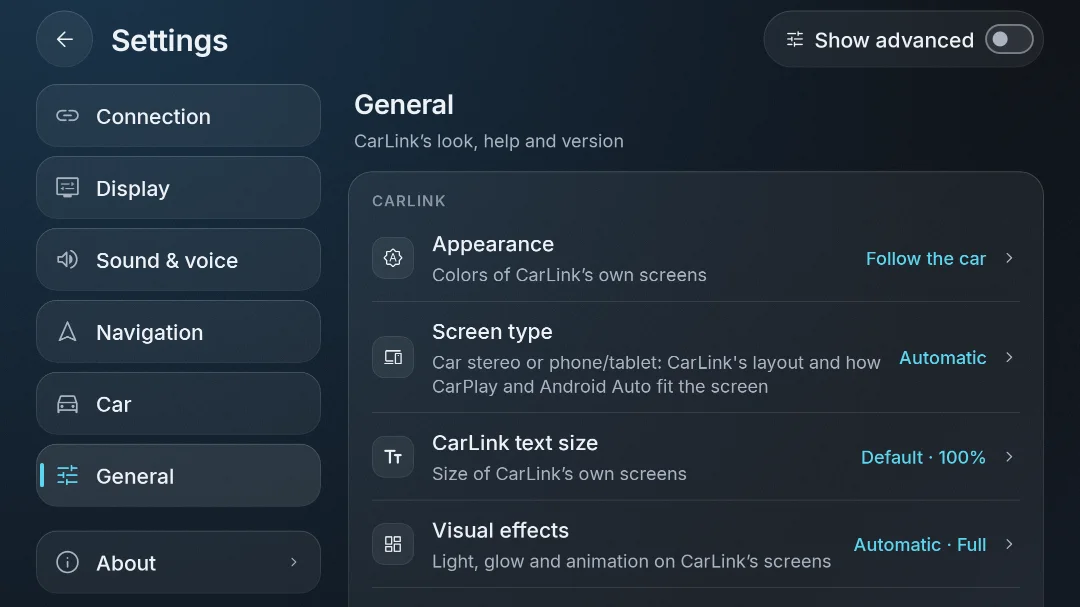 Settings
Show advanced
Connection
Display
Sound & voice
Navigation
Car
General
About
General
CarLink’s look, help and version
CARLINK
Appearance
Colors of CarLink’s own screens
Follow the car
Screen type
Car stereo or phone/tablet: CarLink's layout and how
CarPlay and Android Auto fit the screen
Automatic
CarLink text size
Size of CarLink’s own screens
Default · 100%
Visual effects
Light, glow and animation on CarLink’s screens
Automatic · Full